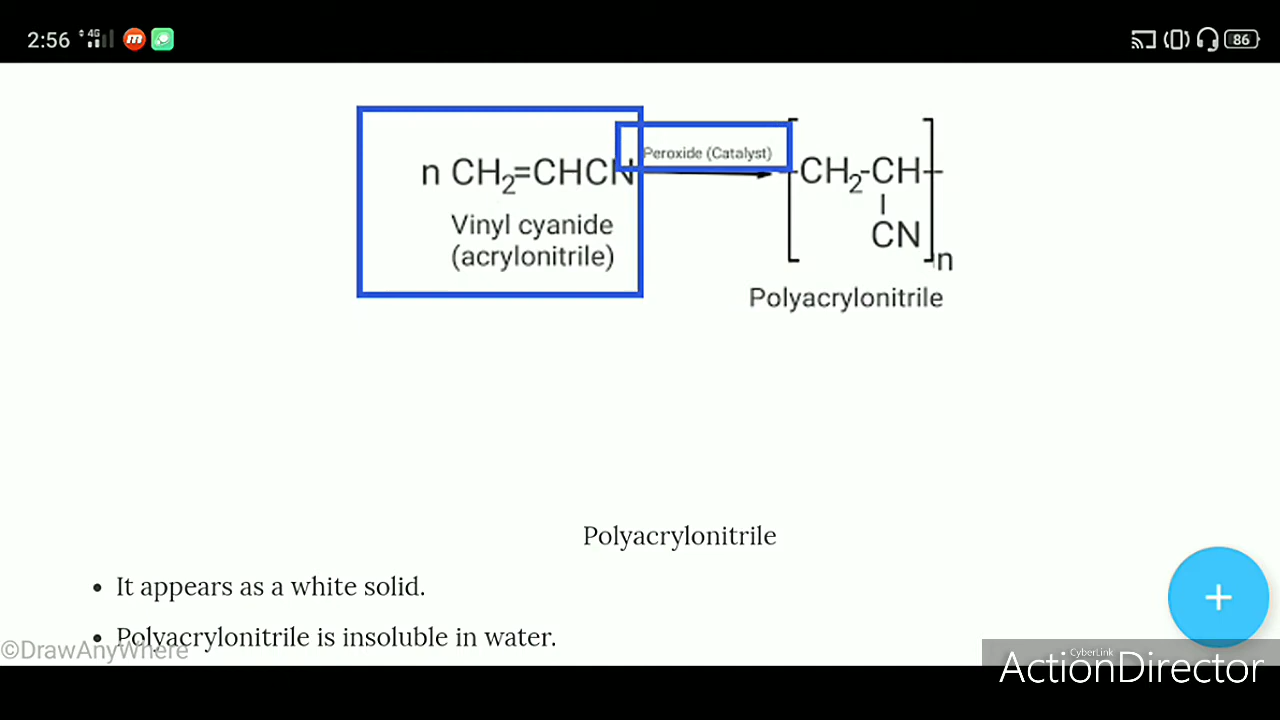 2:56 4G 86
Peroxide (Catalyst)
n CH2=CHCN
CH2-CH
CN
n
Vinyl cyanide
(acrylonitrile)
Polyacrylonitrile
Polyacrylonitrile
• It appears as a white solid.
• Polyacrylonitrile is insoluble in water.
©DrawAnyWhere
CyberLink
ActionDirector